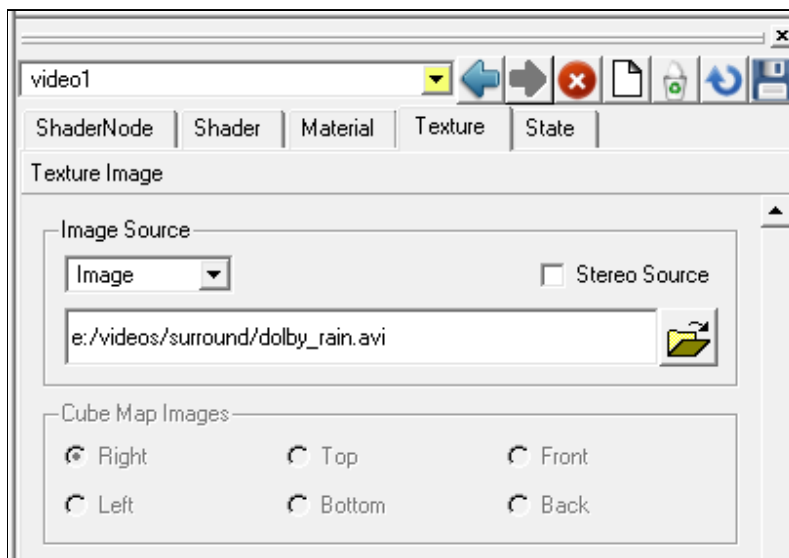 video1
ShaderNode Shader Material Texture State
Texture Image
Image Source
Image Stereo Source
e:/videos/surround/dolby_rain.avi
Cube Map Images
Right Top Front
Left Bottom Back